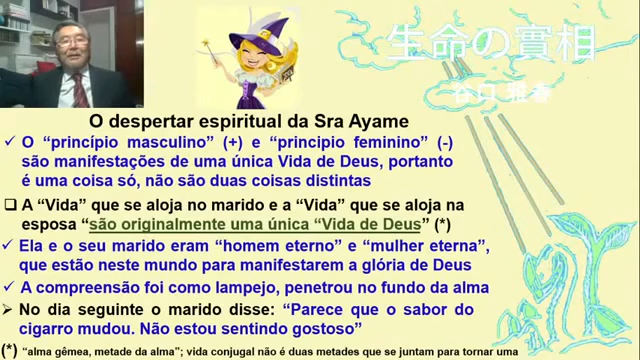 生命の實相
谷口 雅春
O despertar espiritual da Sra Ayame
✓ O “princípio masculino” (+) e “principio feminino” (-)
são manifestações de uma única Vida de Deus, portanto
é uma coisa só, não são duas coisas distintas
❑ A “Vida” que se aloja no marido e a “Vida” que se aloja na
esposa “são originalmente uma única “Vida de Deus” (*)
✓ Ela e o seu marido eram “homem eterno” e “mulher eterna”,
que estão neste mundo para manifestarem a glória de Deus
✓ A compreensão foi como lampejo, penetrou no fundo da alma
➢ No dia seguinte o marido disse: “Parece que o sabor do
cigarro mudou. Não estou sentindo gostoso”
(*) “alma gêmea, metade da alma”; vida conjugal não é duas metades que se juntam para tornar uma